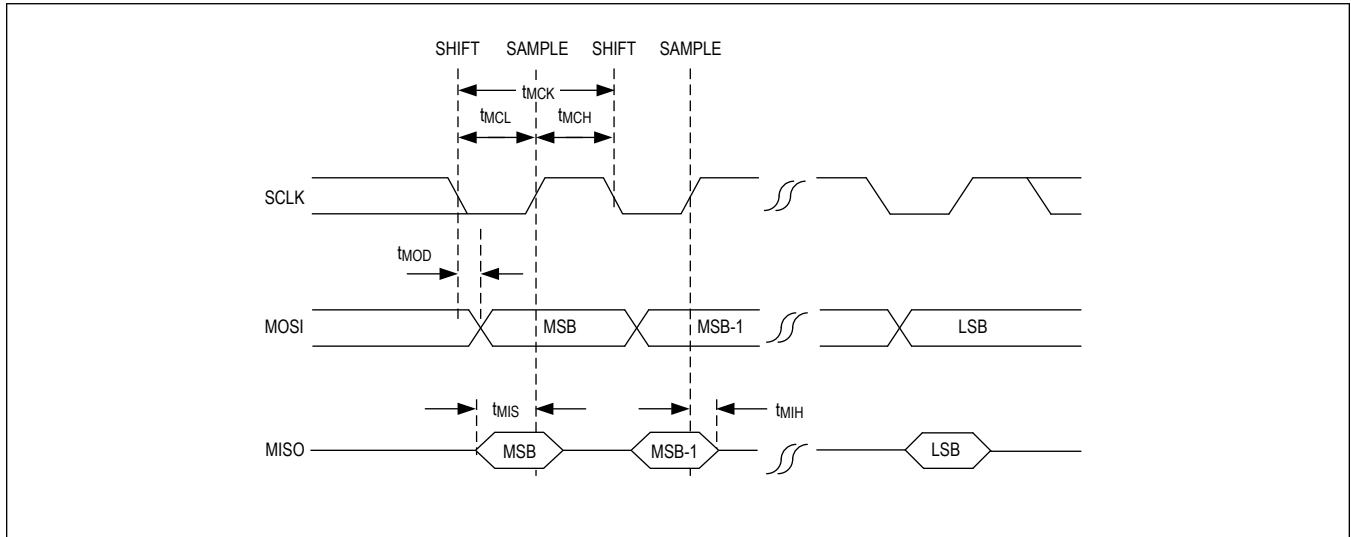 SHIFT SAMPLE SHIFT SAMPLE
tMCK
tMCL tMCH
SCLK
tMOD
MOSI MSB MSB-1 LSB
tMIS tMIH
MISO MSB MSB-1 LSB